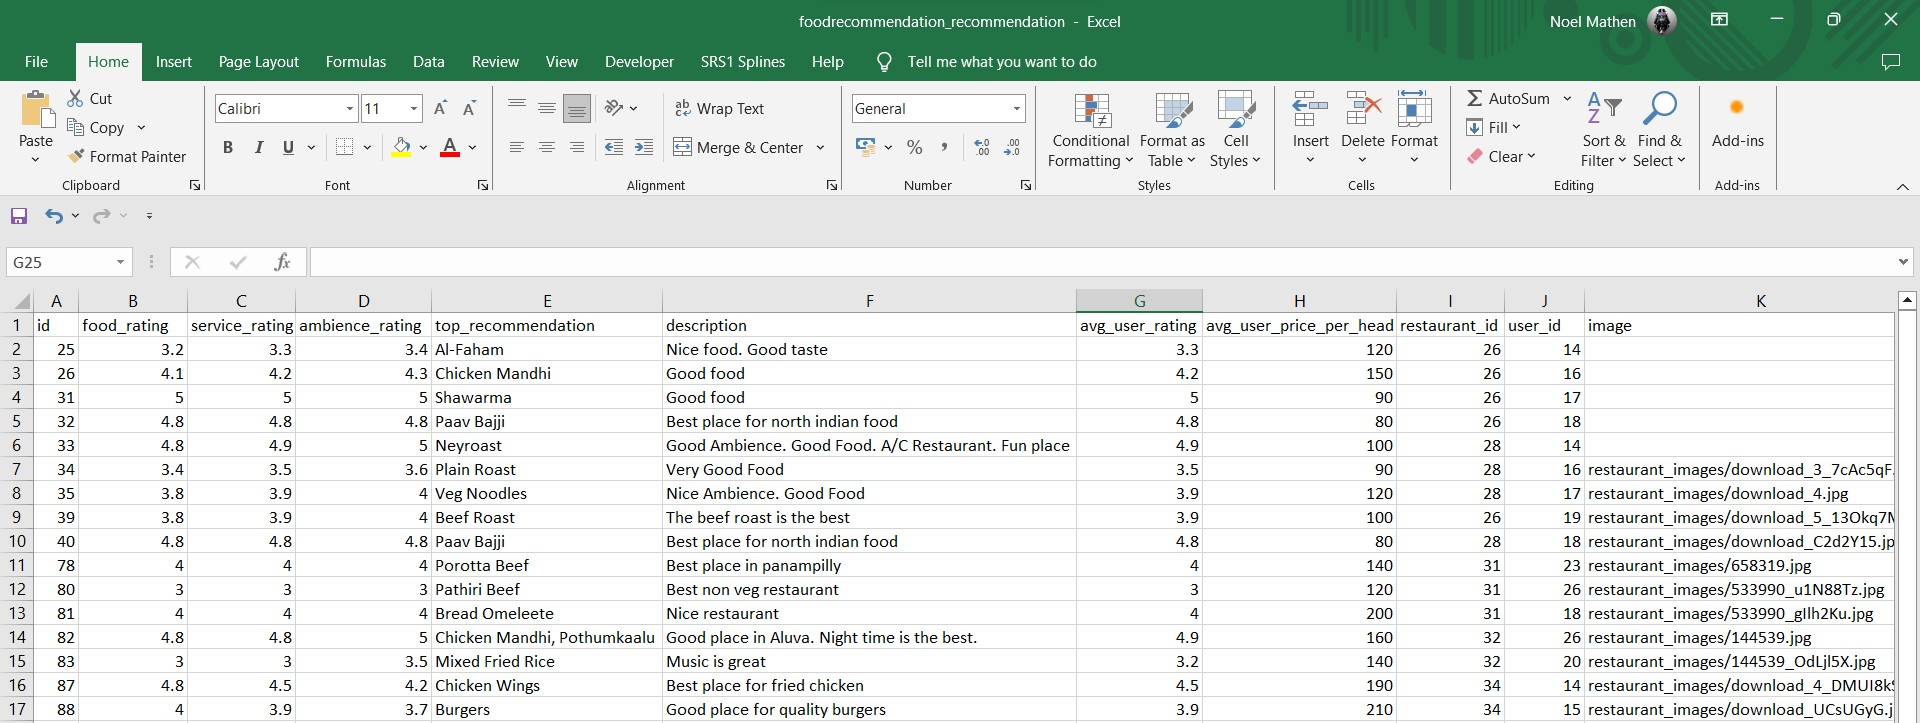 foodrecommendation_recommendation - Excel
Noel Mathen
File Home Insert Page Layout Formulas Data Review View Developer SRS1 Splines Help Tell me what you want to do
Paste
Cut
Copy
Format Painter
Clipboard
Calibri 11
B I U
Font
Wrap Text
Merge & Center
Alignment
General
Number
Conditional Formatting
Format as Table
Cell Styles
Styles
Insert Delete Format
Cells
AutoSum
Fill
Clear
Sort & Filter
Find & Select
Editing
Add-ins
Add-ins
G25
fx
A B C D E F G H I J K
1 id food_rating service_rating ambience_rating top_recommendation description avg_user_rating avg_user_price_per_head restaurant_id user_id image
2 25 3.2 3.3 3.4 Al-Faham Nice food. Good taste 3.3 120 26 14
3 26 4.1 4.2 4.3 Chicken Mandhi Good food 4.2 150 26 16
4 31 5 5 5 Shawarma Good food 5 90 26 17
5 32 4.8 4.8 4.8 Paav Bajji Best place for north indian food 4.8 80 26 18
6 33 4.8 4.9 5 Neyroast Good Ambience. Good Food. A/C Restaurant. Fun place 4.9 100 28 14
7 34 3.4 3.5 3.6 Plain Roast Very Good Food 3.5 90 28 16 restaurant_images/download_3_7cAc5qF.
8 35 3.8 3.9 4 Veg Noodles Nice Ambience. Good Food 3.9 120 28 17 restaurant_images/download_4.jpg
9 39 3.8 3.9 4 Beef Roast The beef roast is the best 3.9 100 26 19 restaurant_images/download_5_13Okq7
10 40 4.8 4.8 4.8 Paav Bajji Best place for north indian food 4.8 80 28 18 restaurant_images/download_C2d2Y15.jp
11 78 4 4 4 Porotta Beef Best place in panampilly 4 140 31 23 restaurant_images/658319.jpg
12 80 3 3 3 Pathiri Beef Best non veg restaurant 3 120 31 26 restaurant_images/533990_u1N88Tz.jpg
13 81 4 4 4 Bread Omeleete Nice restaurant 4 200 31 18 restaurant_images/533990_gIlh2Ku.jpg
14 82 4.8 4.8 5 Chicken Mandhi, Pothumkaalu Good place in Aluva. Night time is the best. 4.9 160 32 26 restaurant_images/144539.jpg
15 83 3 3 3.5 Mixed Fried Rice Music is great 3.2 140 32 20 restaurant_images/144539_OdLjl5X.jpg
16 87 4.8 4.5 4.2 Chicken Wings Best place for fried chicken 4.5 190 34 14 restaurant_images/download_4_DMUI8k
17 88 4 3.9 3.7 Burgers Good place for quality burgers 3.9 210 34 15 restaurant_images/download_UCsUGyG.j